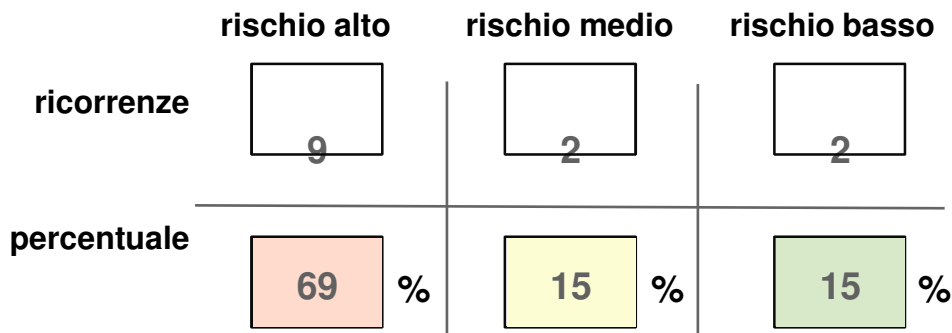 rischio alto rischio medio rischio basso
ricorrenze
9 2 2
percentuale
69 % 15 % 15 %